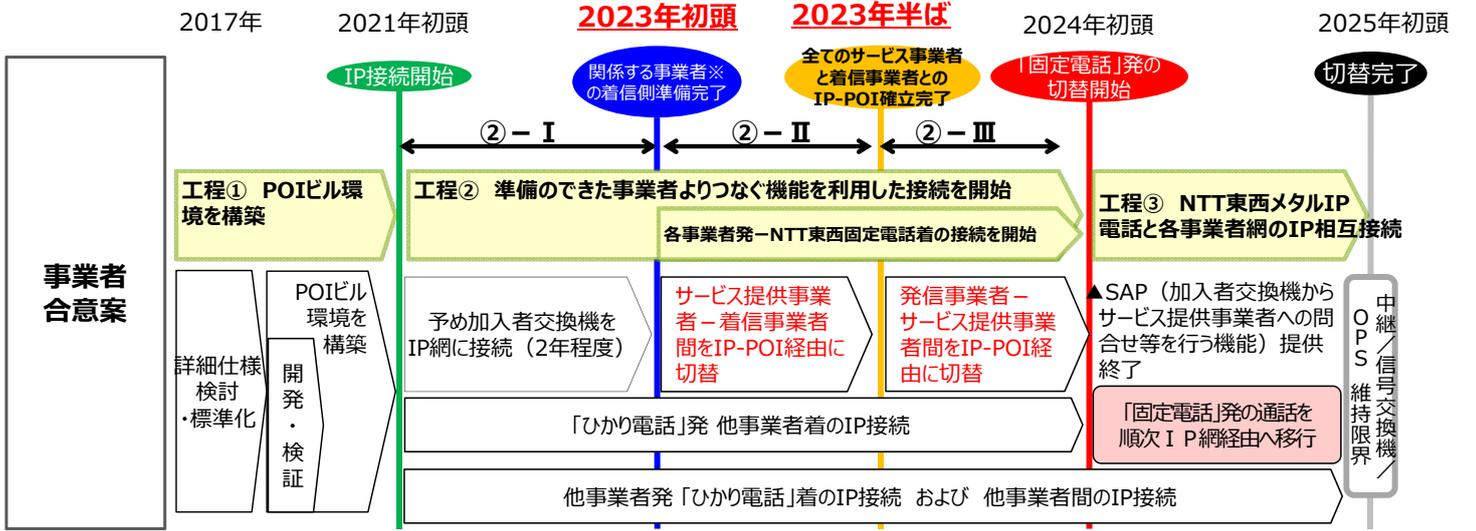 2017年
2021年初頭
2023年初頭
2023年半ば
2024年初頭
2025年初頭
IP接続開始
関係する事業者※
の着信側準備完了
全てのサービス事業者
と着信事業者との
IP-POI確立完了
「固定電話」発の
切替開始
切替完了
②－Ⅰ
②－Ⅱ
②－Ⅲ
事業者
合意案
工程① POIビル環
境を構築
工程② 準備のできた事業者よりつなぐ機能を利用した接続を開始
各事業者発－NTT東西固定電話着の接続を開始
工程③ NTT東西メタルIP
電話と各事業者網のIP相互接続
詳細仕様
検討
・標準化
POIビル
環境を
構築
開発・検証
予め加入者交換機を
IP網に接続（2年程度）
サービス提供事業
者－着信事業者
間をIP-POI経由に
切替
発信事業者－
サービス提供事業
者間をIP-POI経
由に切替
▲SAP（加入者交換機から
サービス提供事業者への問
合せ等を行う機能）提供
終了
「ひかり電話」発 他事業者着のIP接続
「固定電話」発の通話を
順次ＩＰ網経由へ移行
他事業者発「ひかり電話」着のIP接続 および 他事業者間のIP接続
中継／信号交換機／
OPS 維持限界